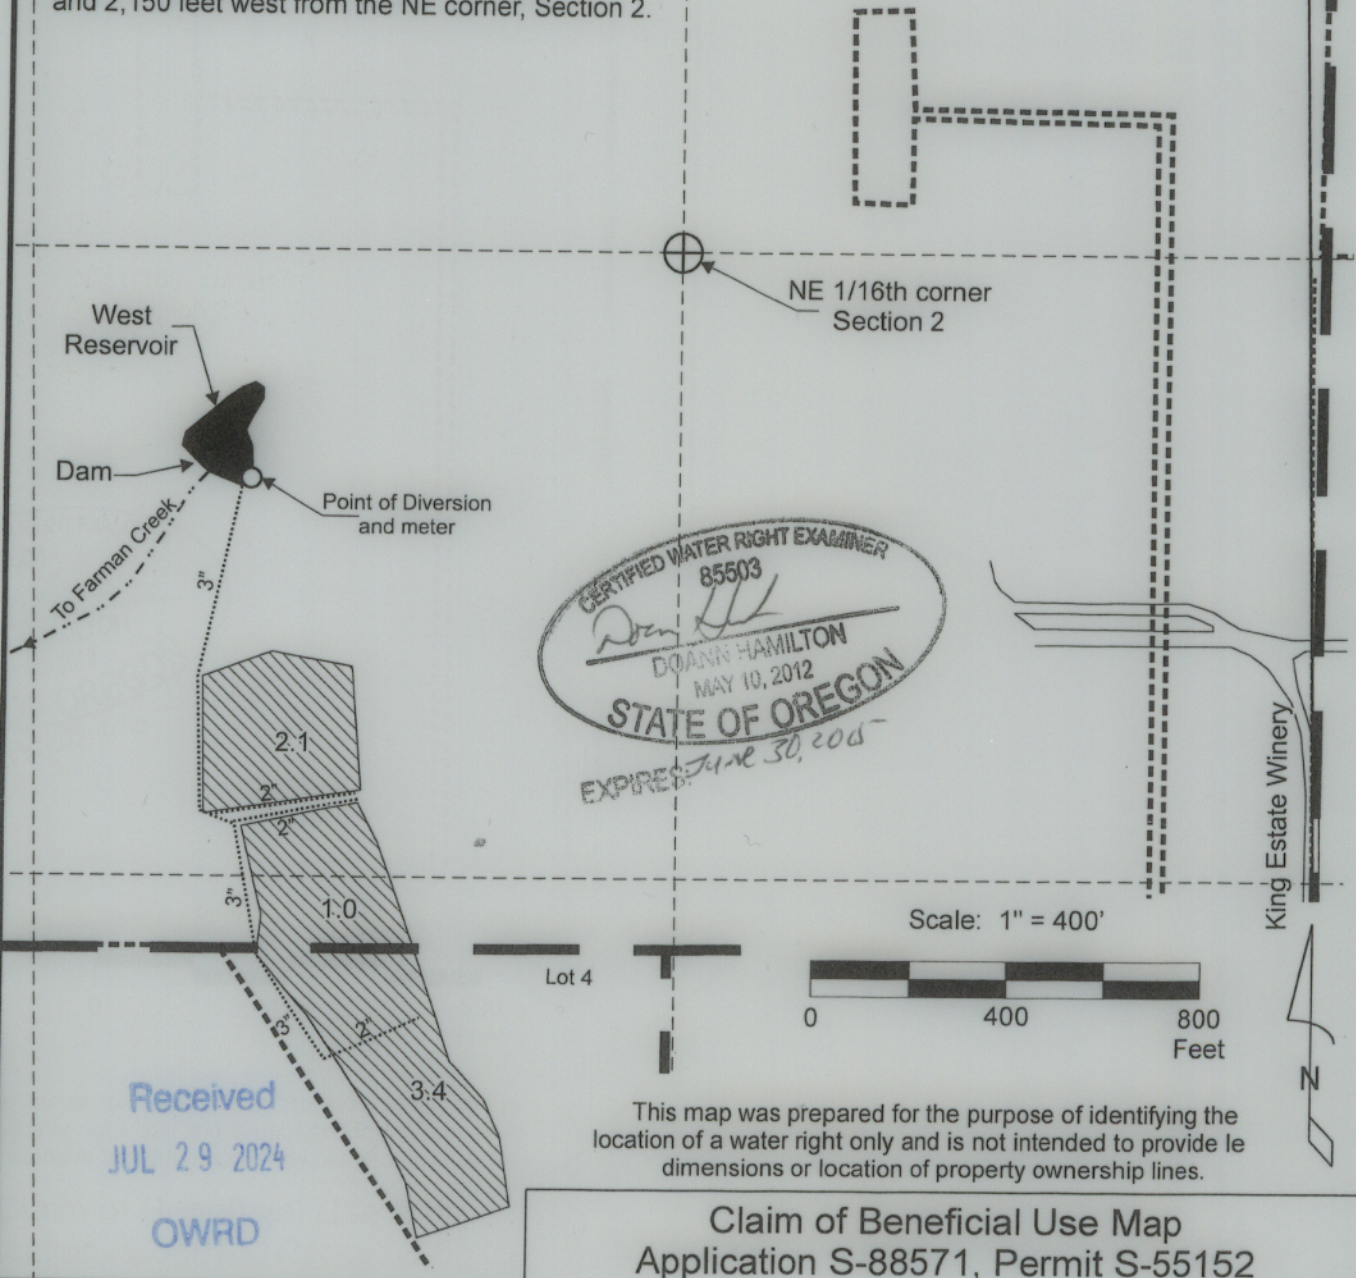 and 2,150 feet west from the NE corner, Section 2.
NE 1/16th corner
Section 2
West
Reservoir
Dam
Point of Diversion
and meter
To Farman Creek
3"
CERTIFIED WATER RIGHT EXAMINER
85503
DOANN HAMILTON
MAY 10, 2012
STATE OF OREGON
EXPIRES: June 30, 2025
2.1
2"
2"
3"
1.0
King Estate Winery
Scale: 1" = 400'
Lot 4
0 400 800
Feet
3"
2"
3.4
N
Received
JUL 29 2024
OWRD
This map was prepared for the purpose of identifying the
location of a water right only and is not intended to provide le
dimensions or location of property ownership lines.
Claim of Beneficial Use Map
Application S-88571, Permit S-55152